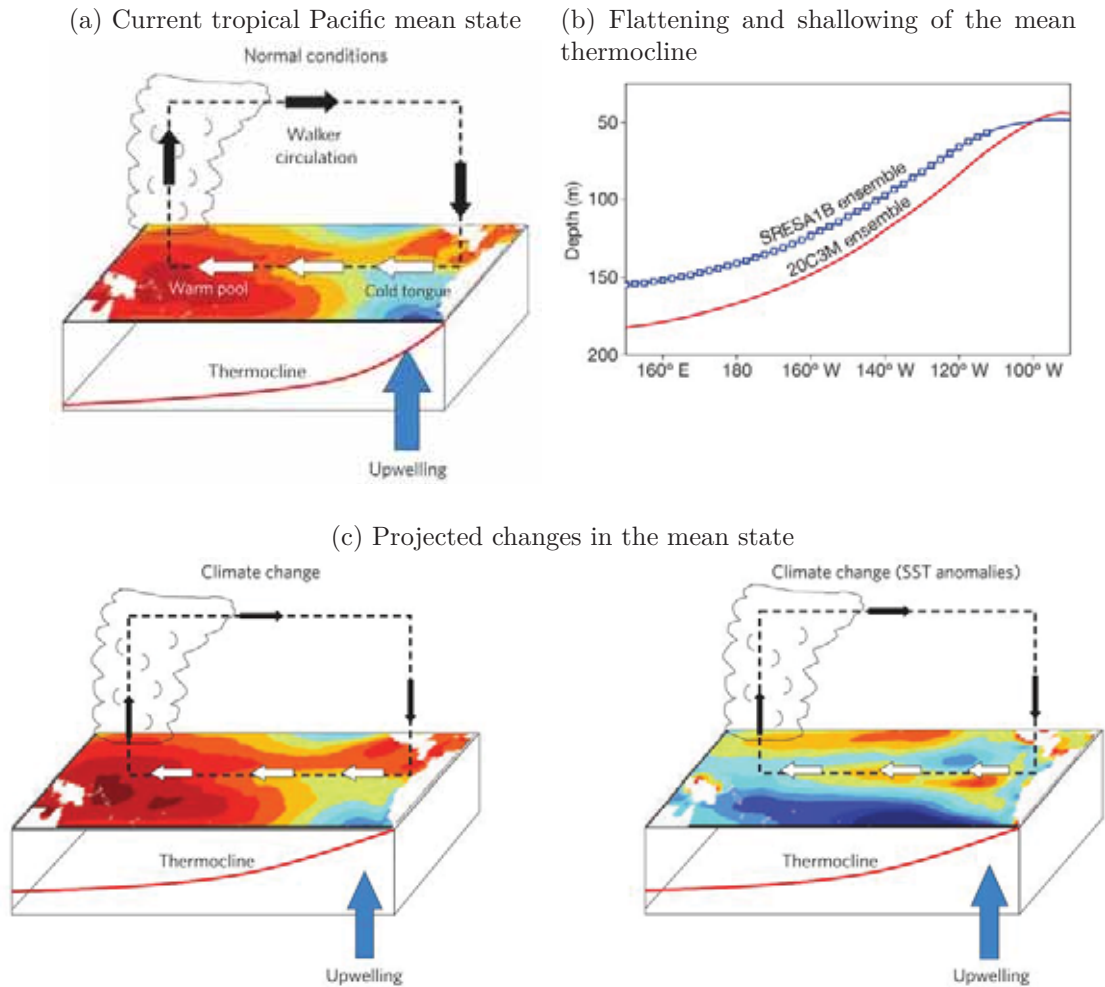 (a) Current tropical Pacific mean state
Normal conditions
Walker
circulation
Warm pool
Cold tongue
Thermocline
Upwelling
(b) Flattening and shallowing of the mean
thermocline
50
100
150
200
Depth (m)
SRESA1B ensemble
20C3M ensemble
160° E
180
160° W
140° W
120° W
100° W
(c) Projected changes in the mean state
Climate change
Thermocline
Upwelling
Climate change (SST anomalies)
Thermocline
Upwelling